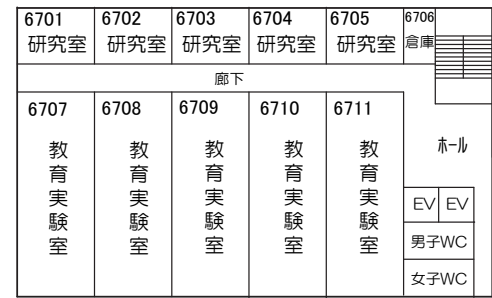 6701
研究室
6702
研究室
6703
研究室
6704
研究室
6705
研究室
6706
倉庫
廊下
6707
教育実験室
6708
教育実験室
6709
教育実験室
6710
教育実験室
6711
教育実験室
ﾎｰﾙ
EV
EV
男子WC
女子WC